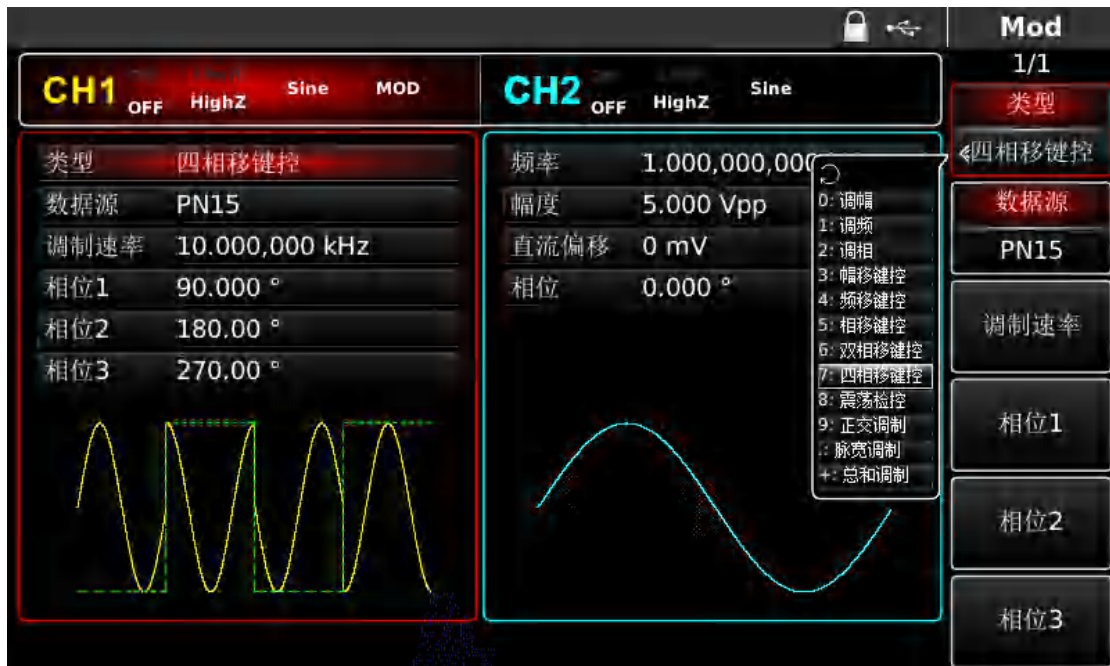 Mod
1/1
CH1 OFF HighZ Sine MOD
CH2 OFF HighZ Sine
类型
四相移键控
数据源
PN15
调制速率
相位1
相位2
相位3
类型 四相移键控
数据源 PN15
调制速率 10.000,000 kHz
相位1 90.000 °
相位2 180.00 °
相位3 270.00 °
频率 1.000,000,000
幅度 5.000 Vpp
直流偏移 0 mV
相位 0.000 °
0: 调幅
1: 调频
2: 调相
3: 幅移键控
4: 频移键控
5: 相移键控
6: 双相移键控
7: 四相移键控
8: 震荡检控
9: 正交调制
.: 脉宽调制
+: 总和调制